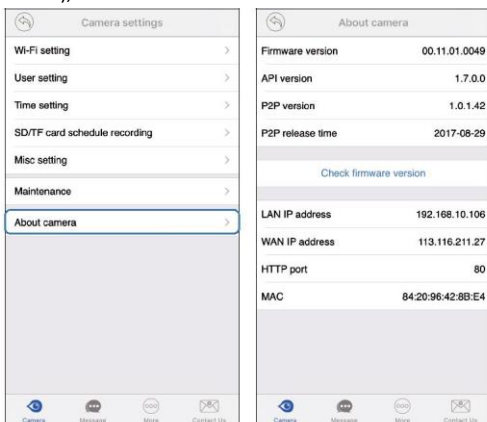 Camera settings
Wi-Fi setting
User setting
Time setting
SD/TF card schedule recording
Misc setting
Maintenance
About camera
Camera
Message
More
Contact Us
About camera
Firmware version 00.11.01.0049
API version 1.7.0.0
P2P version 1.0.1.42
P2P release time 2017-08-29
Check firmware version
LAN IP address 192.168.10.106
WAN IP address 113.116.211.27
HTTP port 80
MAC 84:20:96:42:8B:E4
Camera
Message
More
Contact Us